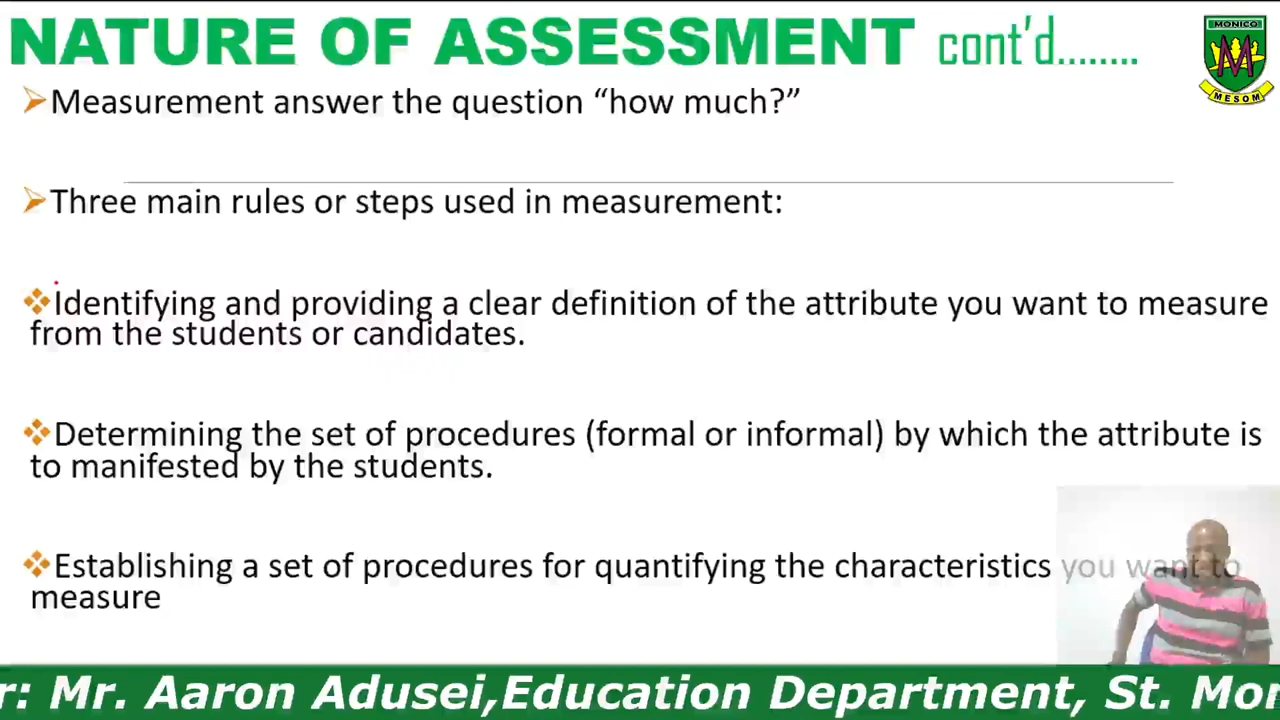 NATURE OF ASSESSMENT cont’d........
MONICO
M
MESOM
Measurement answer the question “how much?”
Three main rules or steps used in measurement:
Identifying and providing a clear definition of the attribute you want to measure
from the students or candidates.
Determining the set of procedures (formal or informal) by which the attribute is
to manifested by the students.
Establishing a set of procedures for quantifying the characteristics you want to
measure
r: Mr. Aaron Adusei,Education Department, St. Mon